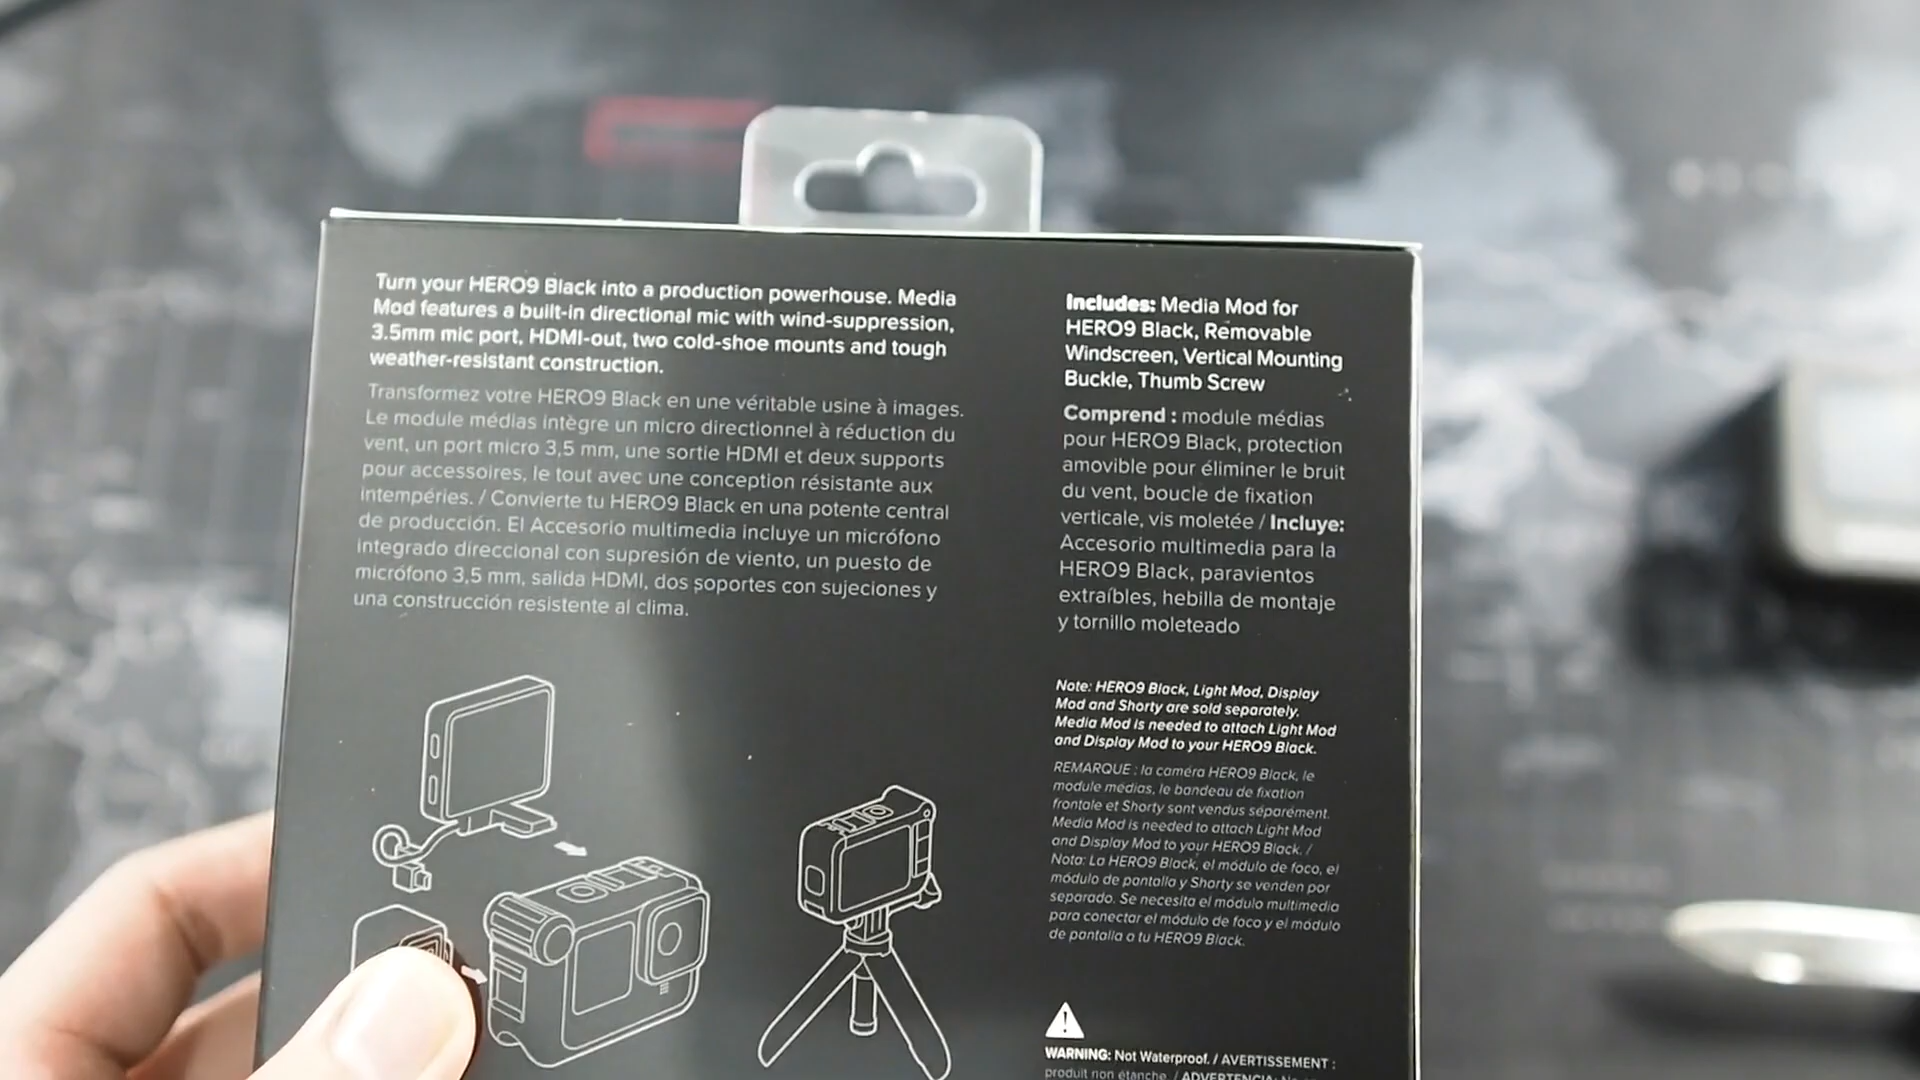 Turn your HERO9 Black into a production powerhouse. Media
Mod features a built-in directional mic with wind-suppression,
3.5mm mic port, HDMI-out, two cold-shoe mounts and tough
weather-resistant construction.
Transformez votre HERO9 Black en une véritable usine à images.
Le module médias intègre un micro directionnel à réduction du
vent, un port micro 3,5 mm, une sortie HDMI et deux supports
pour accessoires, le tout avec une conception résistante aux
intempéries. / Convierte tu HERO9 Black en una potente central
de producción. El Accesorio multimedia incluye un micrófono
integrado direccional con supresión de viento, un puesto de
micrófono 3,5 mm, salida HDMI, dos soportes con sujeciones y
una construcción resistente al clima.
Includes: Media Mod for
HERO9 Black, Removable
Windscreen, Vertical Mounting
Buckle, Thumb Screw
Comprend : module médias
pour HERO9 Black, protection
amovible pour éliminer le bruit
du vent, boucle de fixation
verticale, vis moletée / Incluye:
Accesorio multimedia para la
HERO9 Black, paravientos
extraíbles, hebilla de montaje
y tornillo moleteado
Note: HERO9 Black, Light Mod, Display
Mod and Shorty are sold separately.
Media Mod is needed to attach Light Mod
and Display Mod to your HERO9 Black.
REMARQUE : la caméra HERO9 Black, le
module médias, le bandeau de fixation
frontale et Shorty sont vendus séparément.
Media Mod is needed to attach Light Mod
and Display Mod to your HERO9 Black. /
Nota: La HERO9 Black, el módulo de foco, el
módulo de pantalla y Shorty se venden por
separado. Se necesita el módulo multimedia
para conectar el módulo de foco y el módulo
de pantalla a tu HERO9 Black.
WARNING: Not Waterproof. / AVERTISSEMENT :
produit non étanche. / ADVERTENCIA: